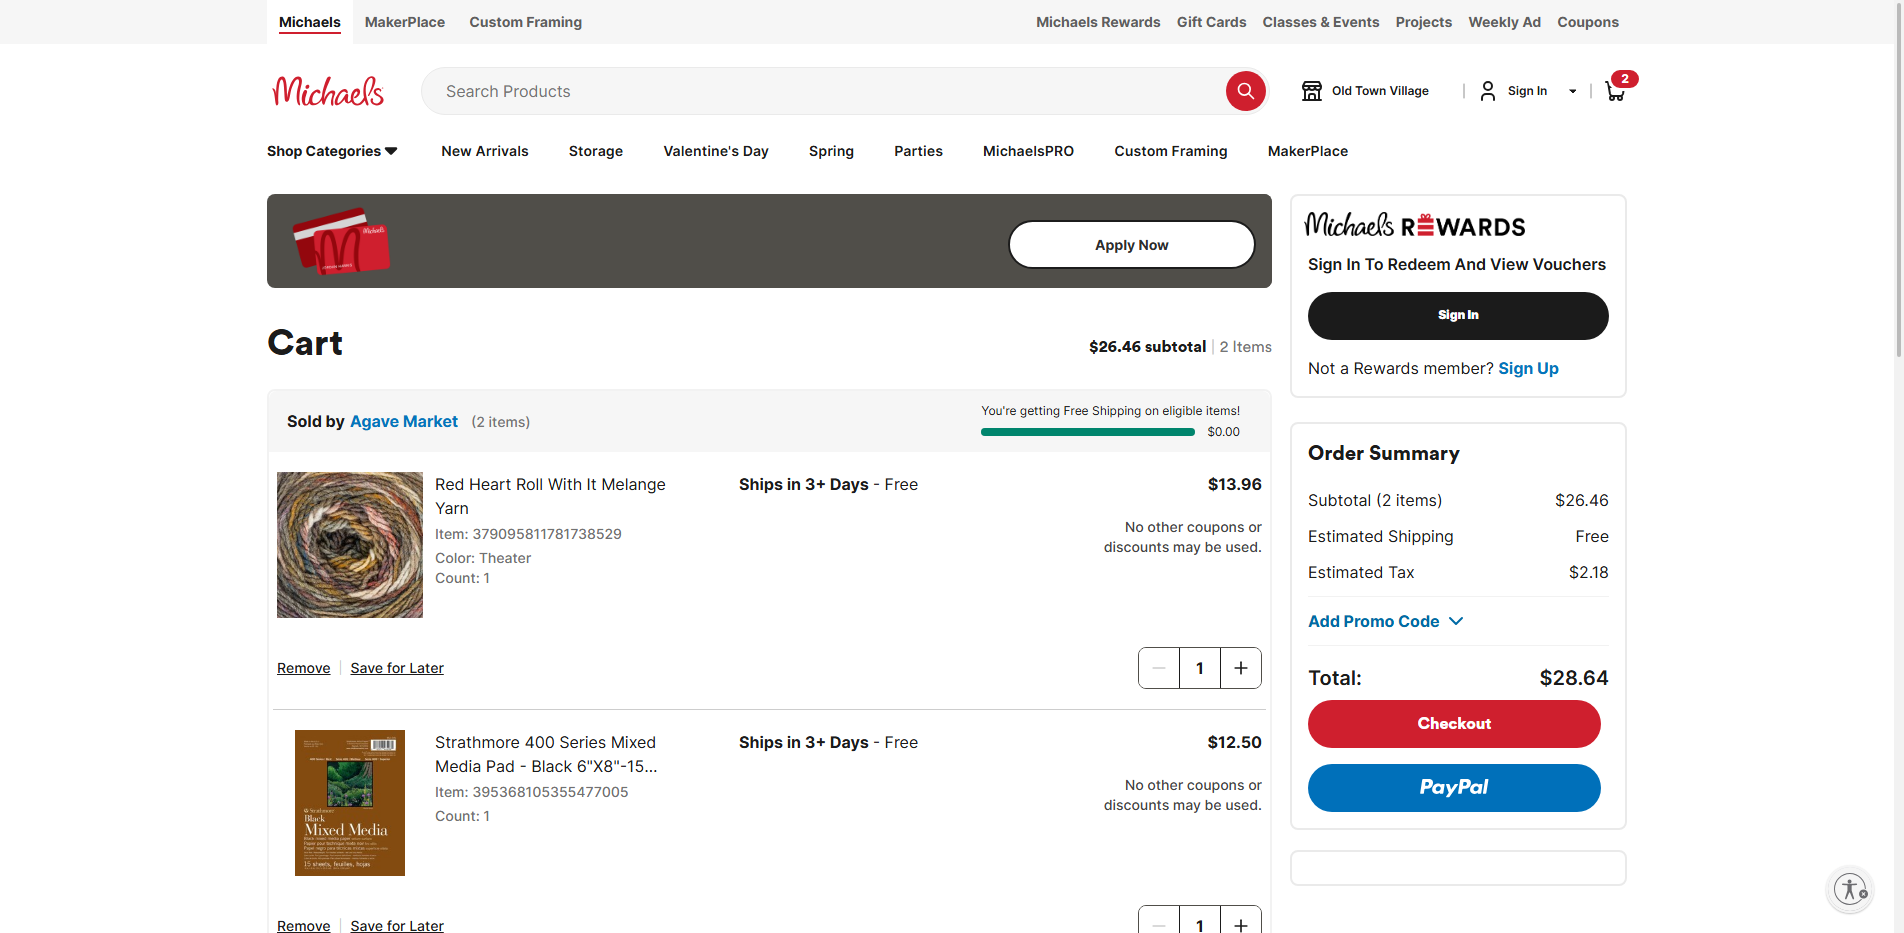 Michaels
MakerPlace
Custom Framing
Michaels Rewards
Gift Cards
Classes & Events
Projects
Weekly Ad
Coupons
Michaels
Search Products
Old Town Village
Sign In
2
Shop Categories
New Arrivals
Storage
Valentine's Day
Spring
Parties
MichaelsPRO
Custom Framing
MakerPlace
Michaels
Apply Now
Michaels REWARDS
Sign In To Redeem And View Vouchers
Sign In
Not a Rewards member? Sign Up
Cart
$26.46 subtotal | 2 Items
Sold by Agave Market (2 items)
You're getting Free Shipping on eligible items!
$0.00
Red Heart Roll With It Melange
Yarn
Item: 379095811781738529
Color: Theater
Count: 1
Ships in 3+ Days - Free
$13.96
No other coupons or
discounts may be used.
Remove
Save for Later
1
Strathmore
Black
Mixed Media
15 sheets, feuilles, hojas
Strathmore 400 Series Mixed
Media Pad - Black 6"X8"-15...
Item: 395368105355477005
Count: 1
Ships in 3+ Days - Free
$12.50
No other coupons or
discounts may be used.
Remove
Save for Later
1
Order Summary
Subtotal (2 items) $26.46
Estimated Shipping Free
Estimated Tax $2.18
Add Promo Code
Total: $28.64
Checkout
PayPal